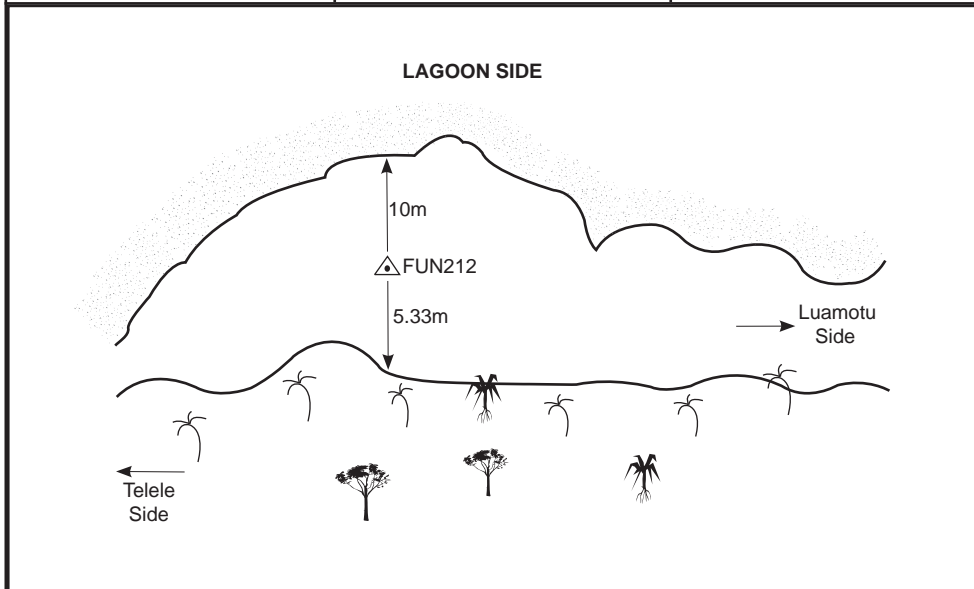 LAGOON SIDE
10m
FUN212
5.33m
Luamotu
Side
Telele
Side